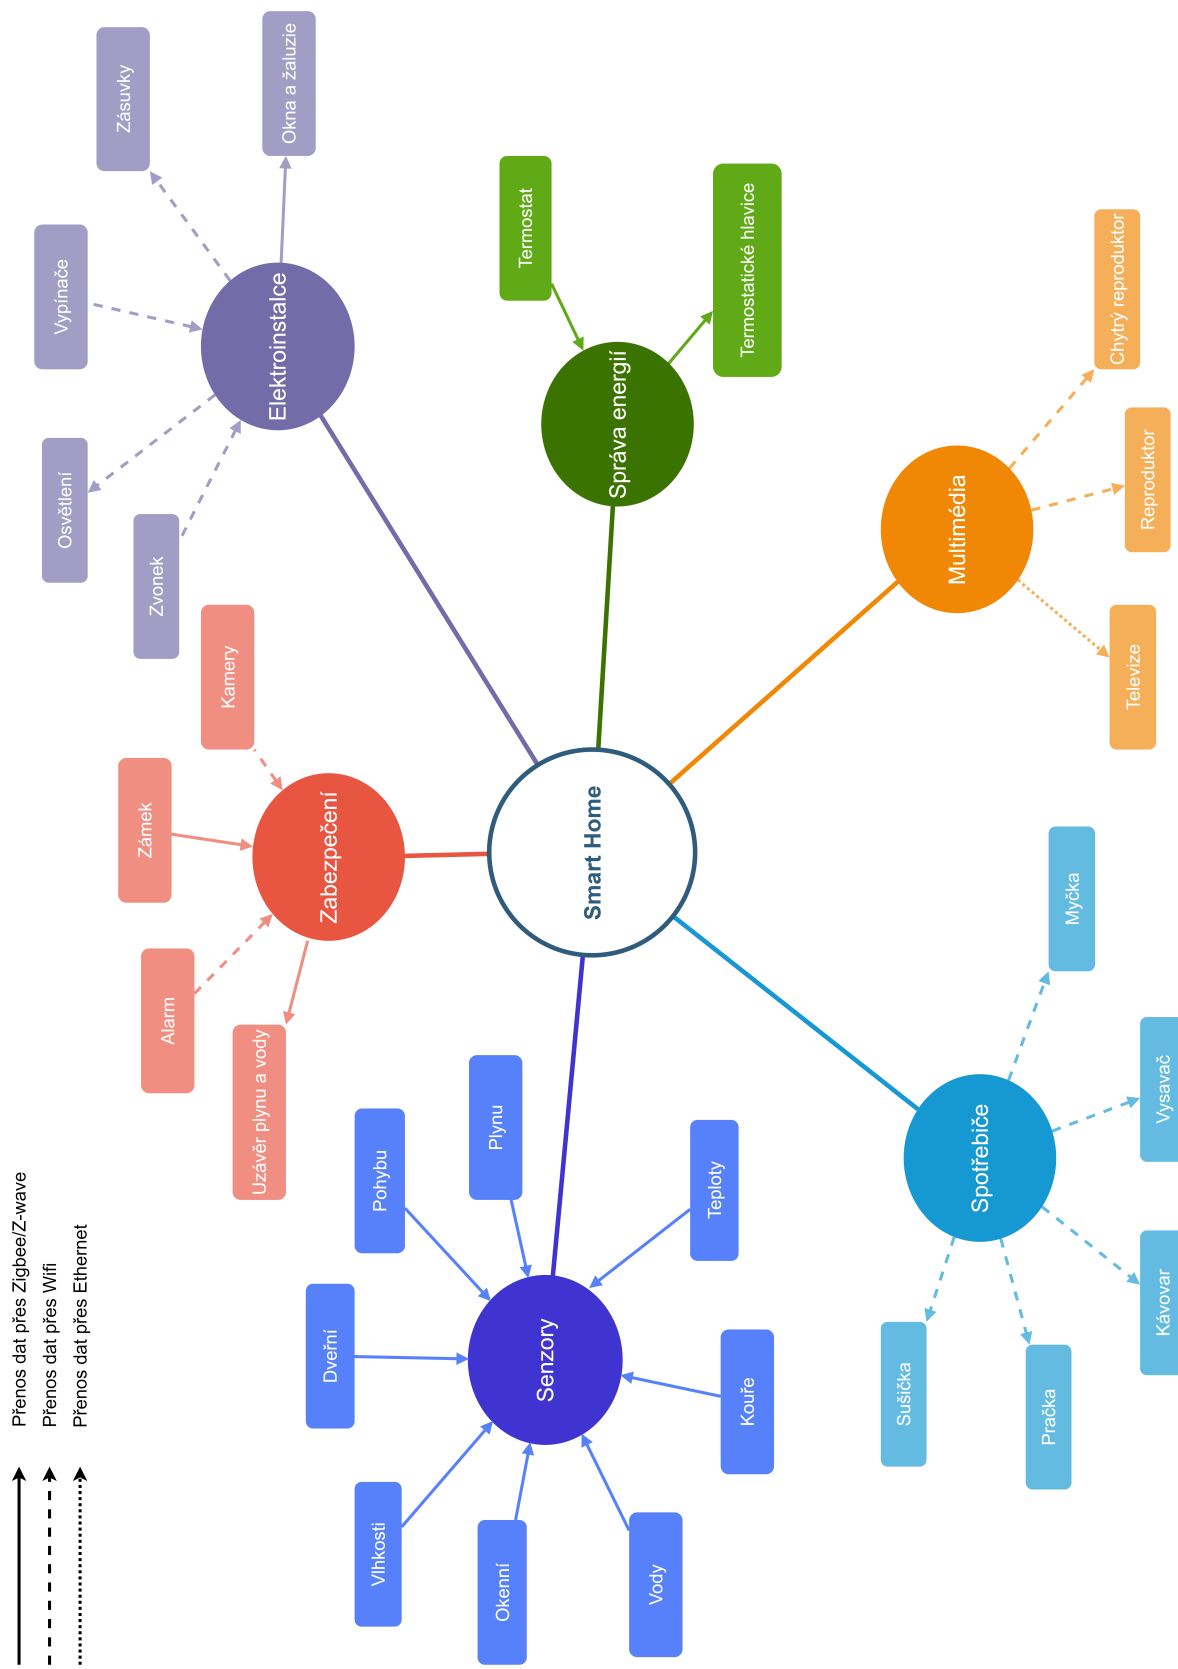 Přenos dat přes Zigbee/Z-wave
Přenos dat přes Wifi
Přenos dat přes Ethernet
Smart Home
Senzory
Vlhkosti
Dveřní
Pohybu
Plynu
Okenní
Vody
Kouře
Teploty
Zabezpečení
Uzávěr plynu a vody
Alarm
Zámek
Kamery
Elektroinstalce
Zvonek
Osvětlení
Vypínače
Zásuvky
Okna a žaluzie
Správa energií
Termostat
Termostatické hlavice
Multimédia
Televize
Reproduktor
Chytrý reproduktor
Spotřebiče
Sušička
Pračka
Kávovar
Vysavač
Myčka